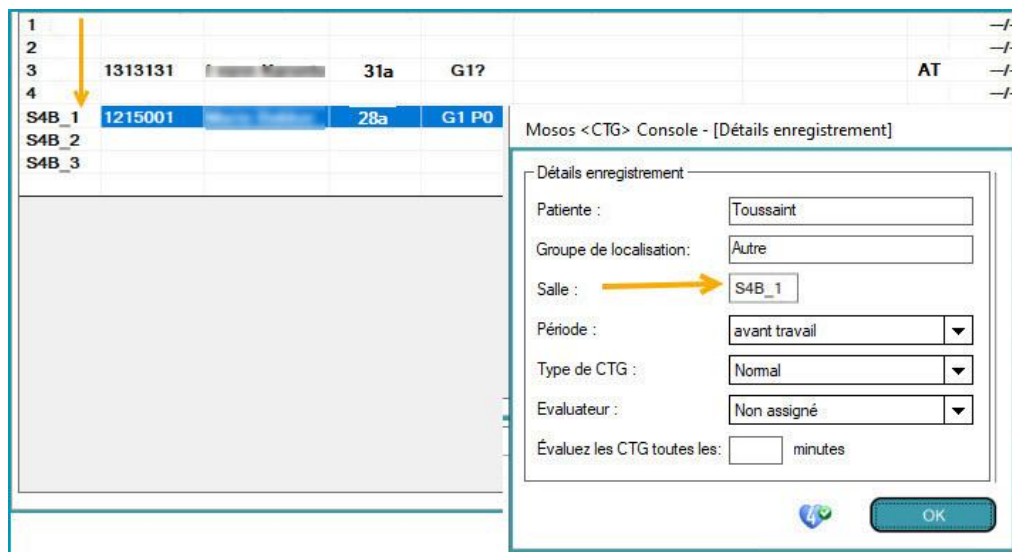 1 --/-
2 --/-
3 1313131 31a G1? AT --/-
4 --/-
S4B_1 1215001 28a G1 P0
S4B_2
S4B_3
Mosos <CTG> Console - [Détails enregistrement]
Détails enregistrement
Patiente : Toussaint
Groupe de localisation: Autre
Salle : S4B_1
Période : avant travail
Type de CTG : Normal
Evaluateur : Non assigné
Évaluez les CTG toutes les: minutes
4
OK